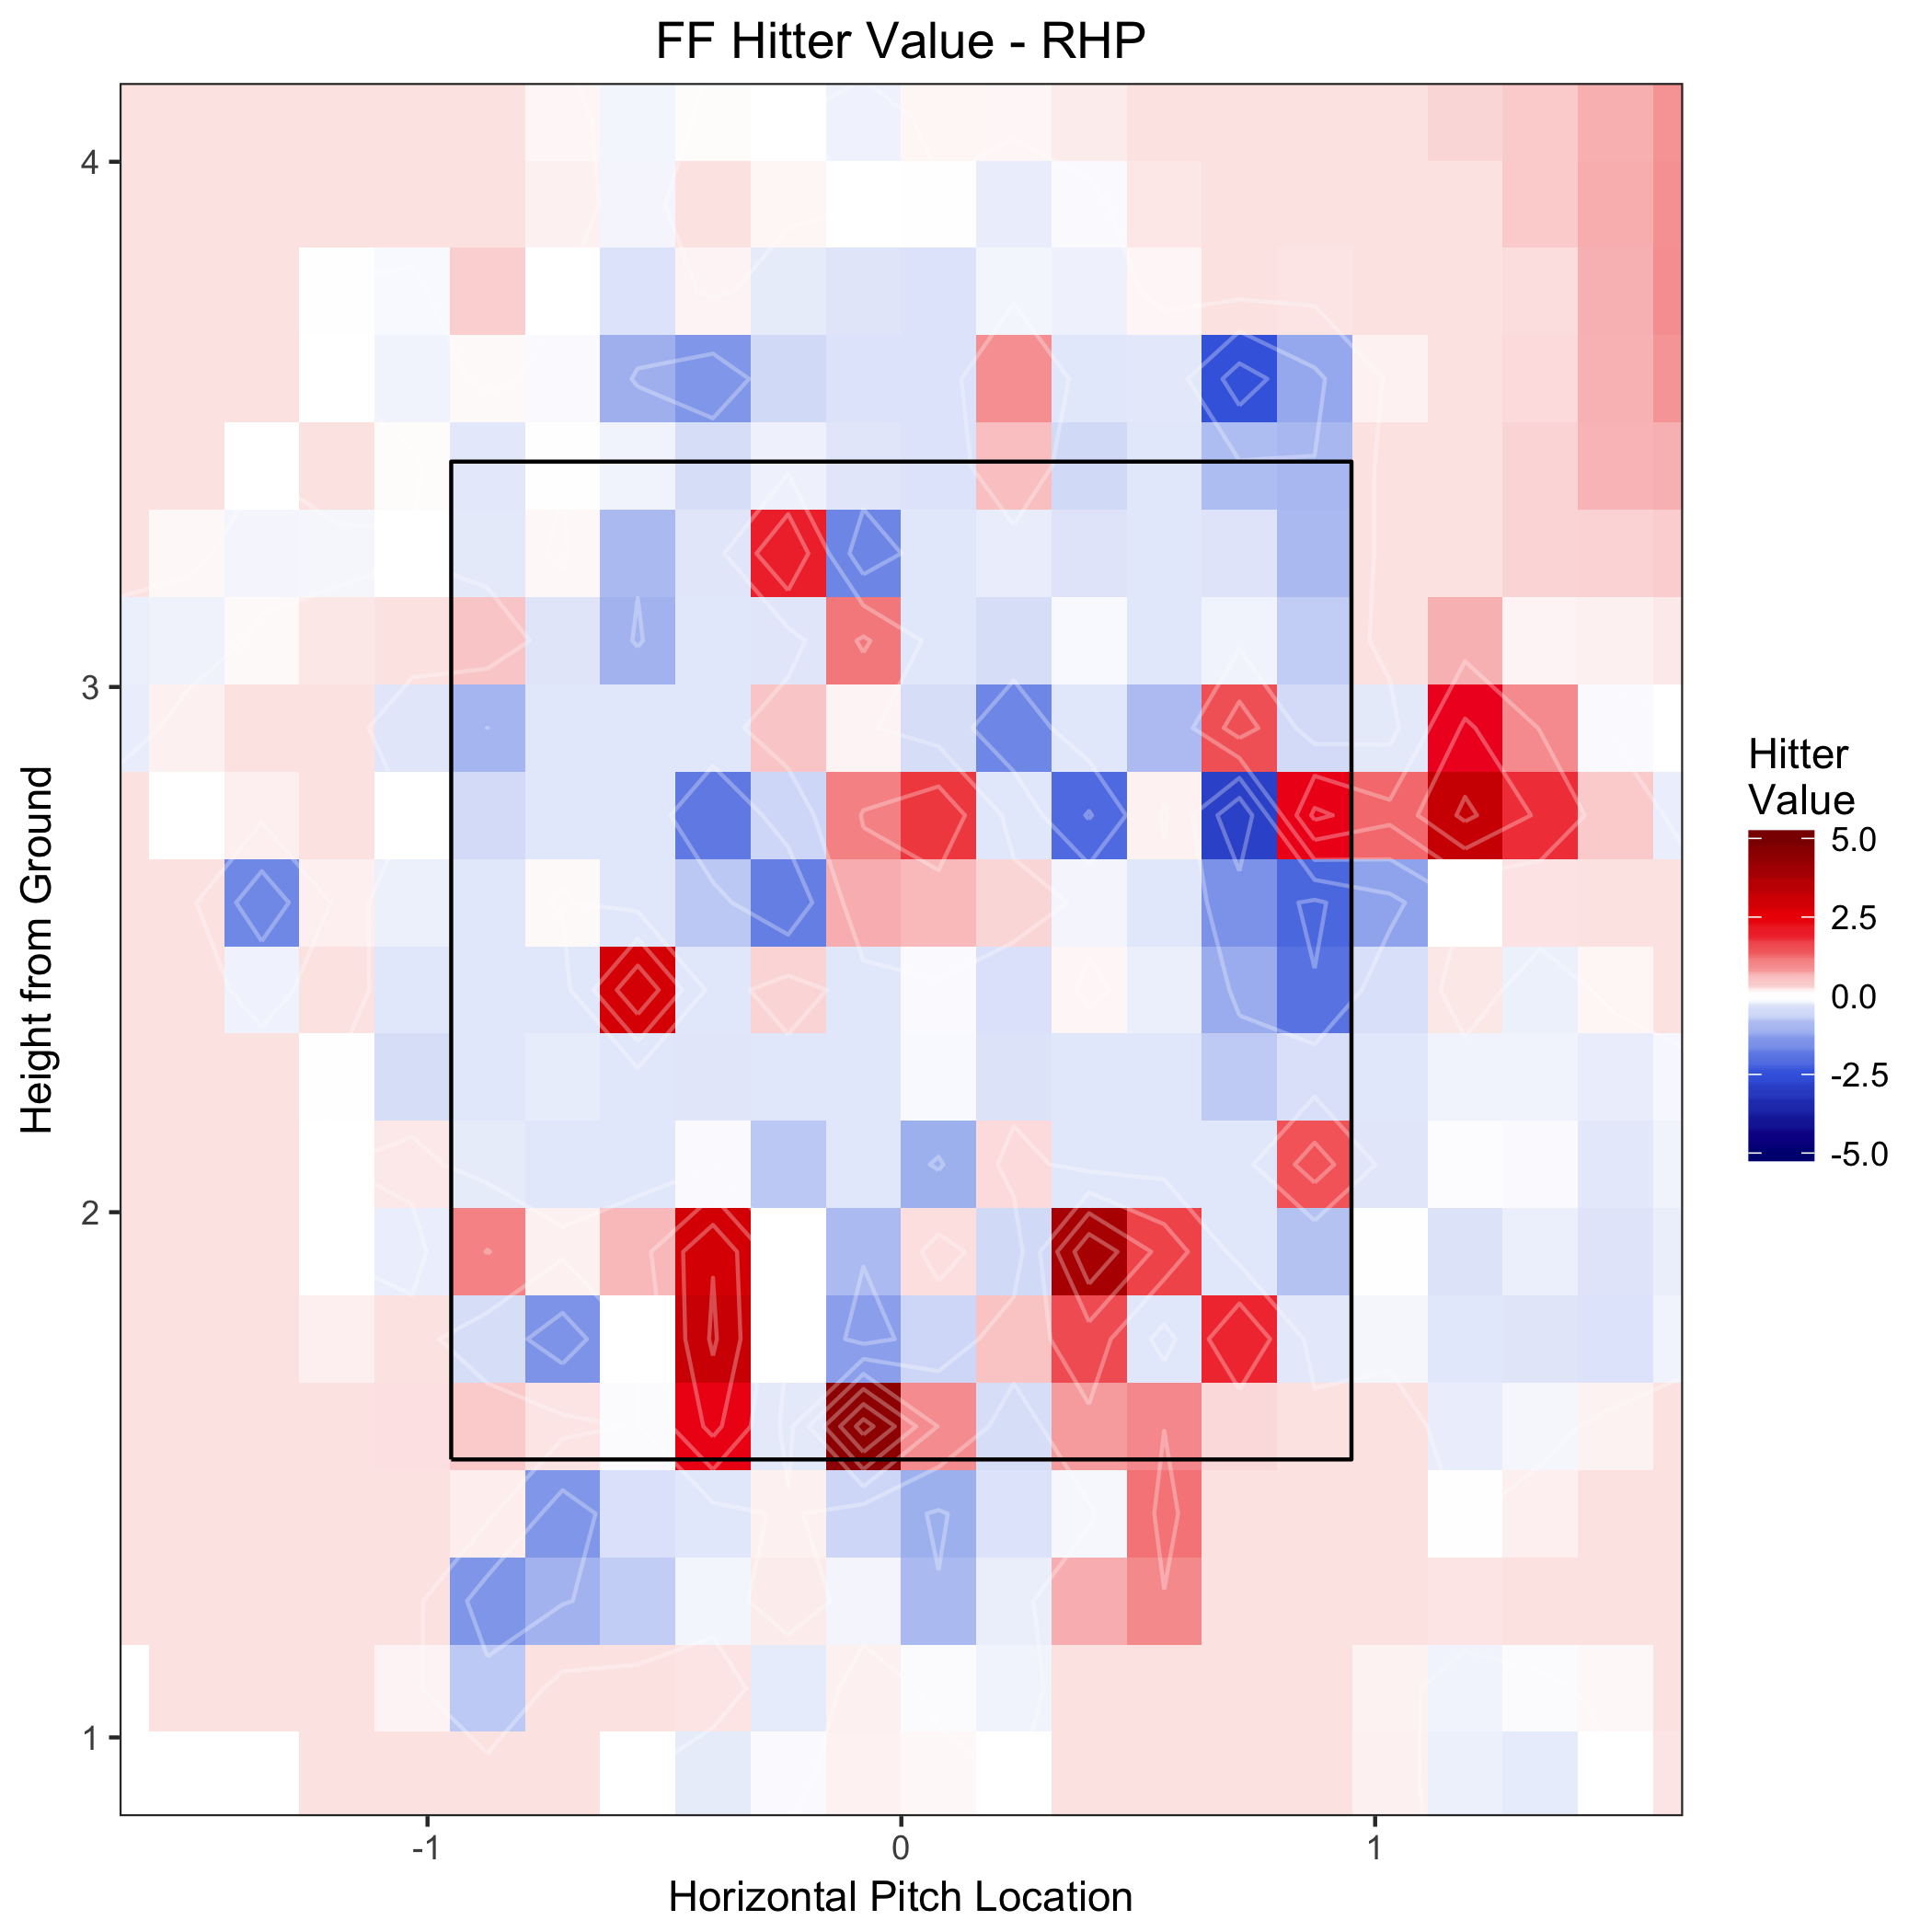 FF Hitter Value - RHP
4
3
2
1
Height from Ground
-1 0 1
Horizontal Pitch Location
Hitter
Value
5.0
2.5
0.0
-2.5
-5.0